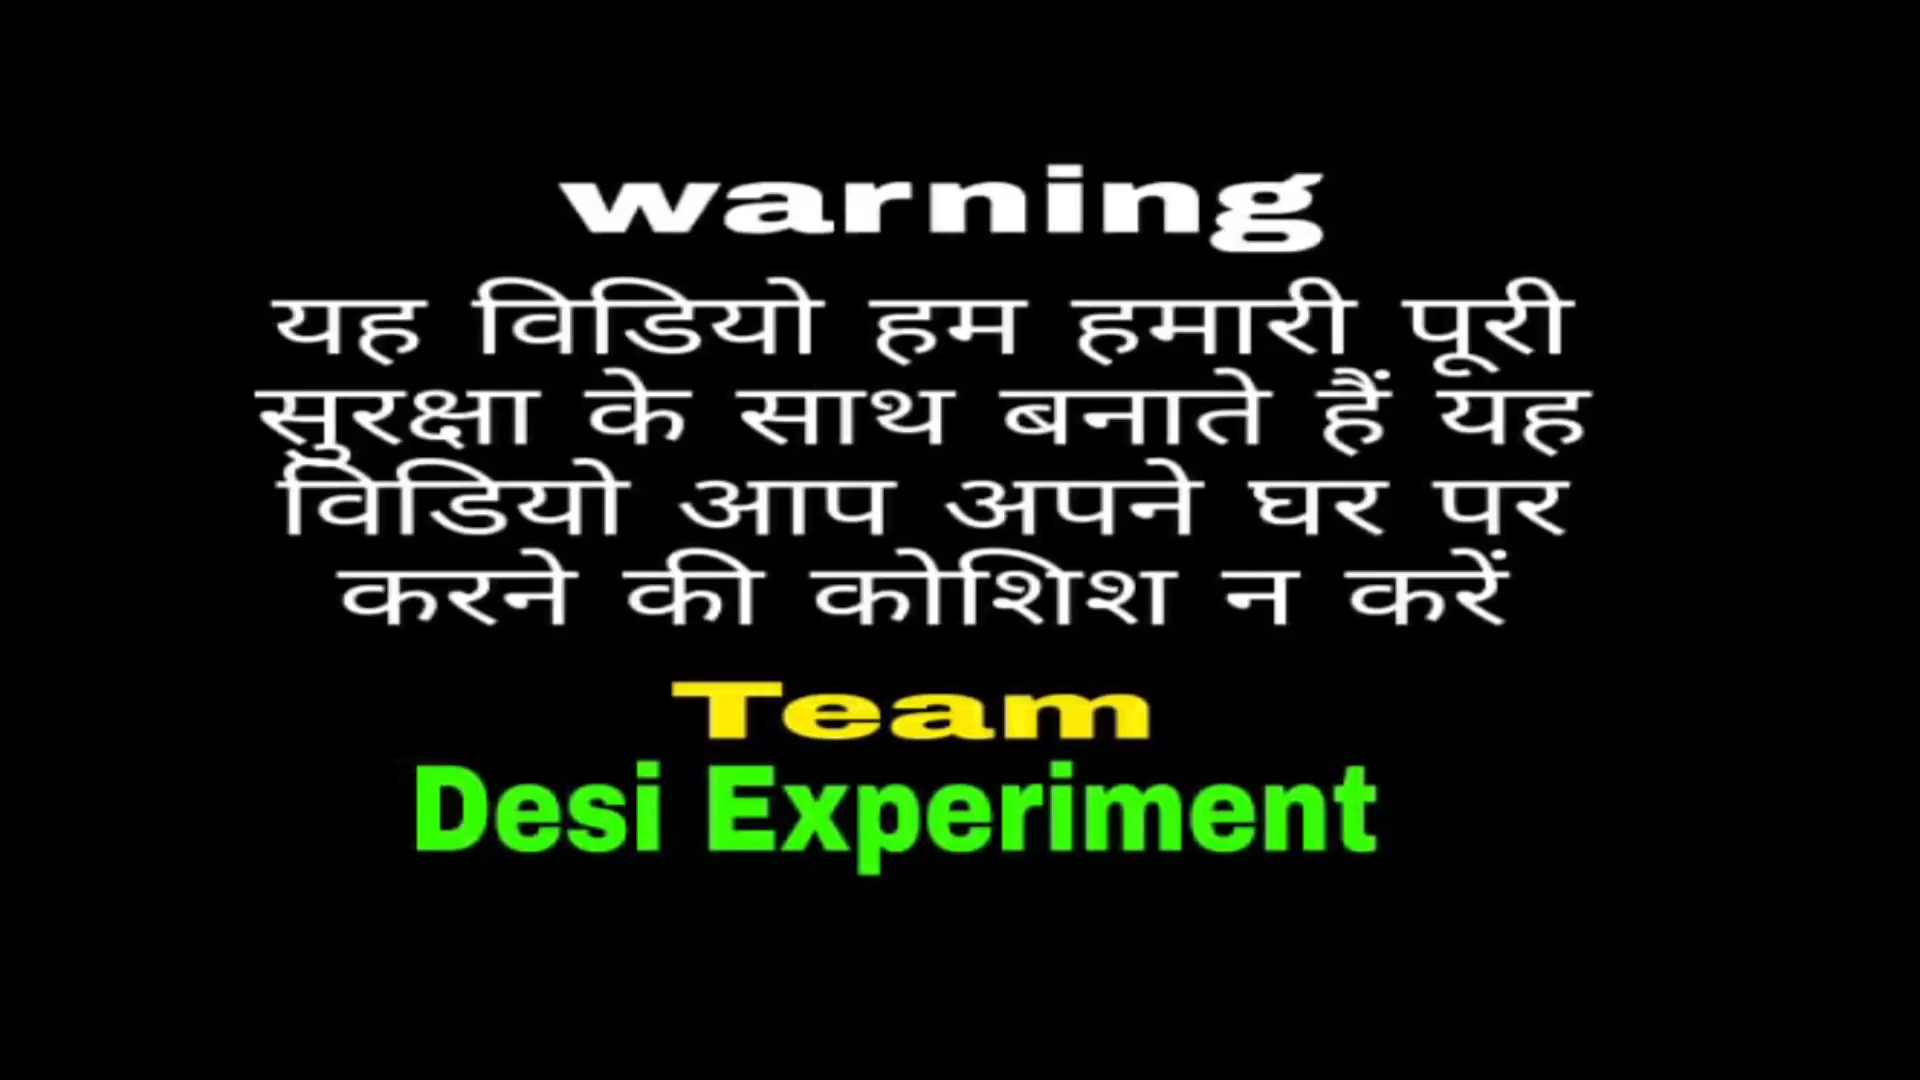 warning
यह विडियो हम हमारी पूरी
सुरक्षा के साथ बनाते हैं यह
विडियो आप अपने घर पर
करने की कोशिश न करें
Team
Desi Experiment